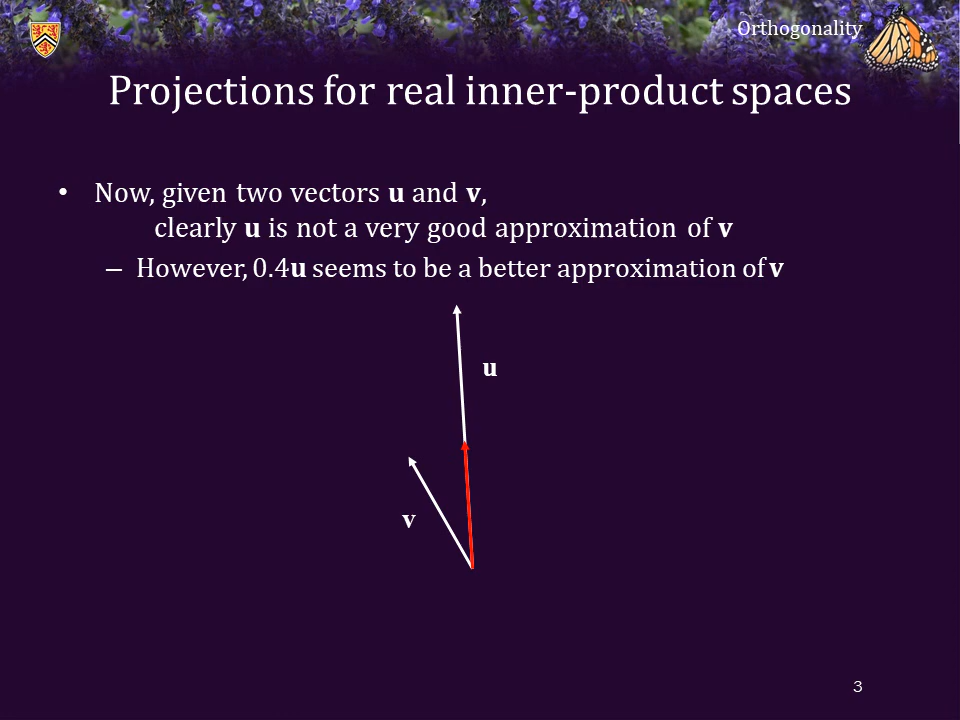 Orthogonality
Projections for real inner-product spaces
• Now, given two vectors u and v,
clearly u is not a very good approximation of v
– However, 0.4u seems to be a better approximation of v
u
v
3